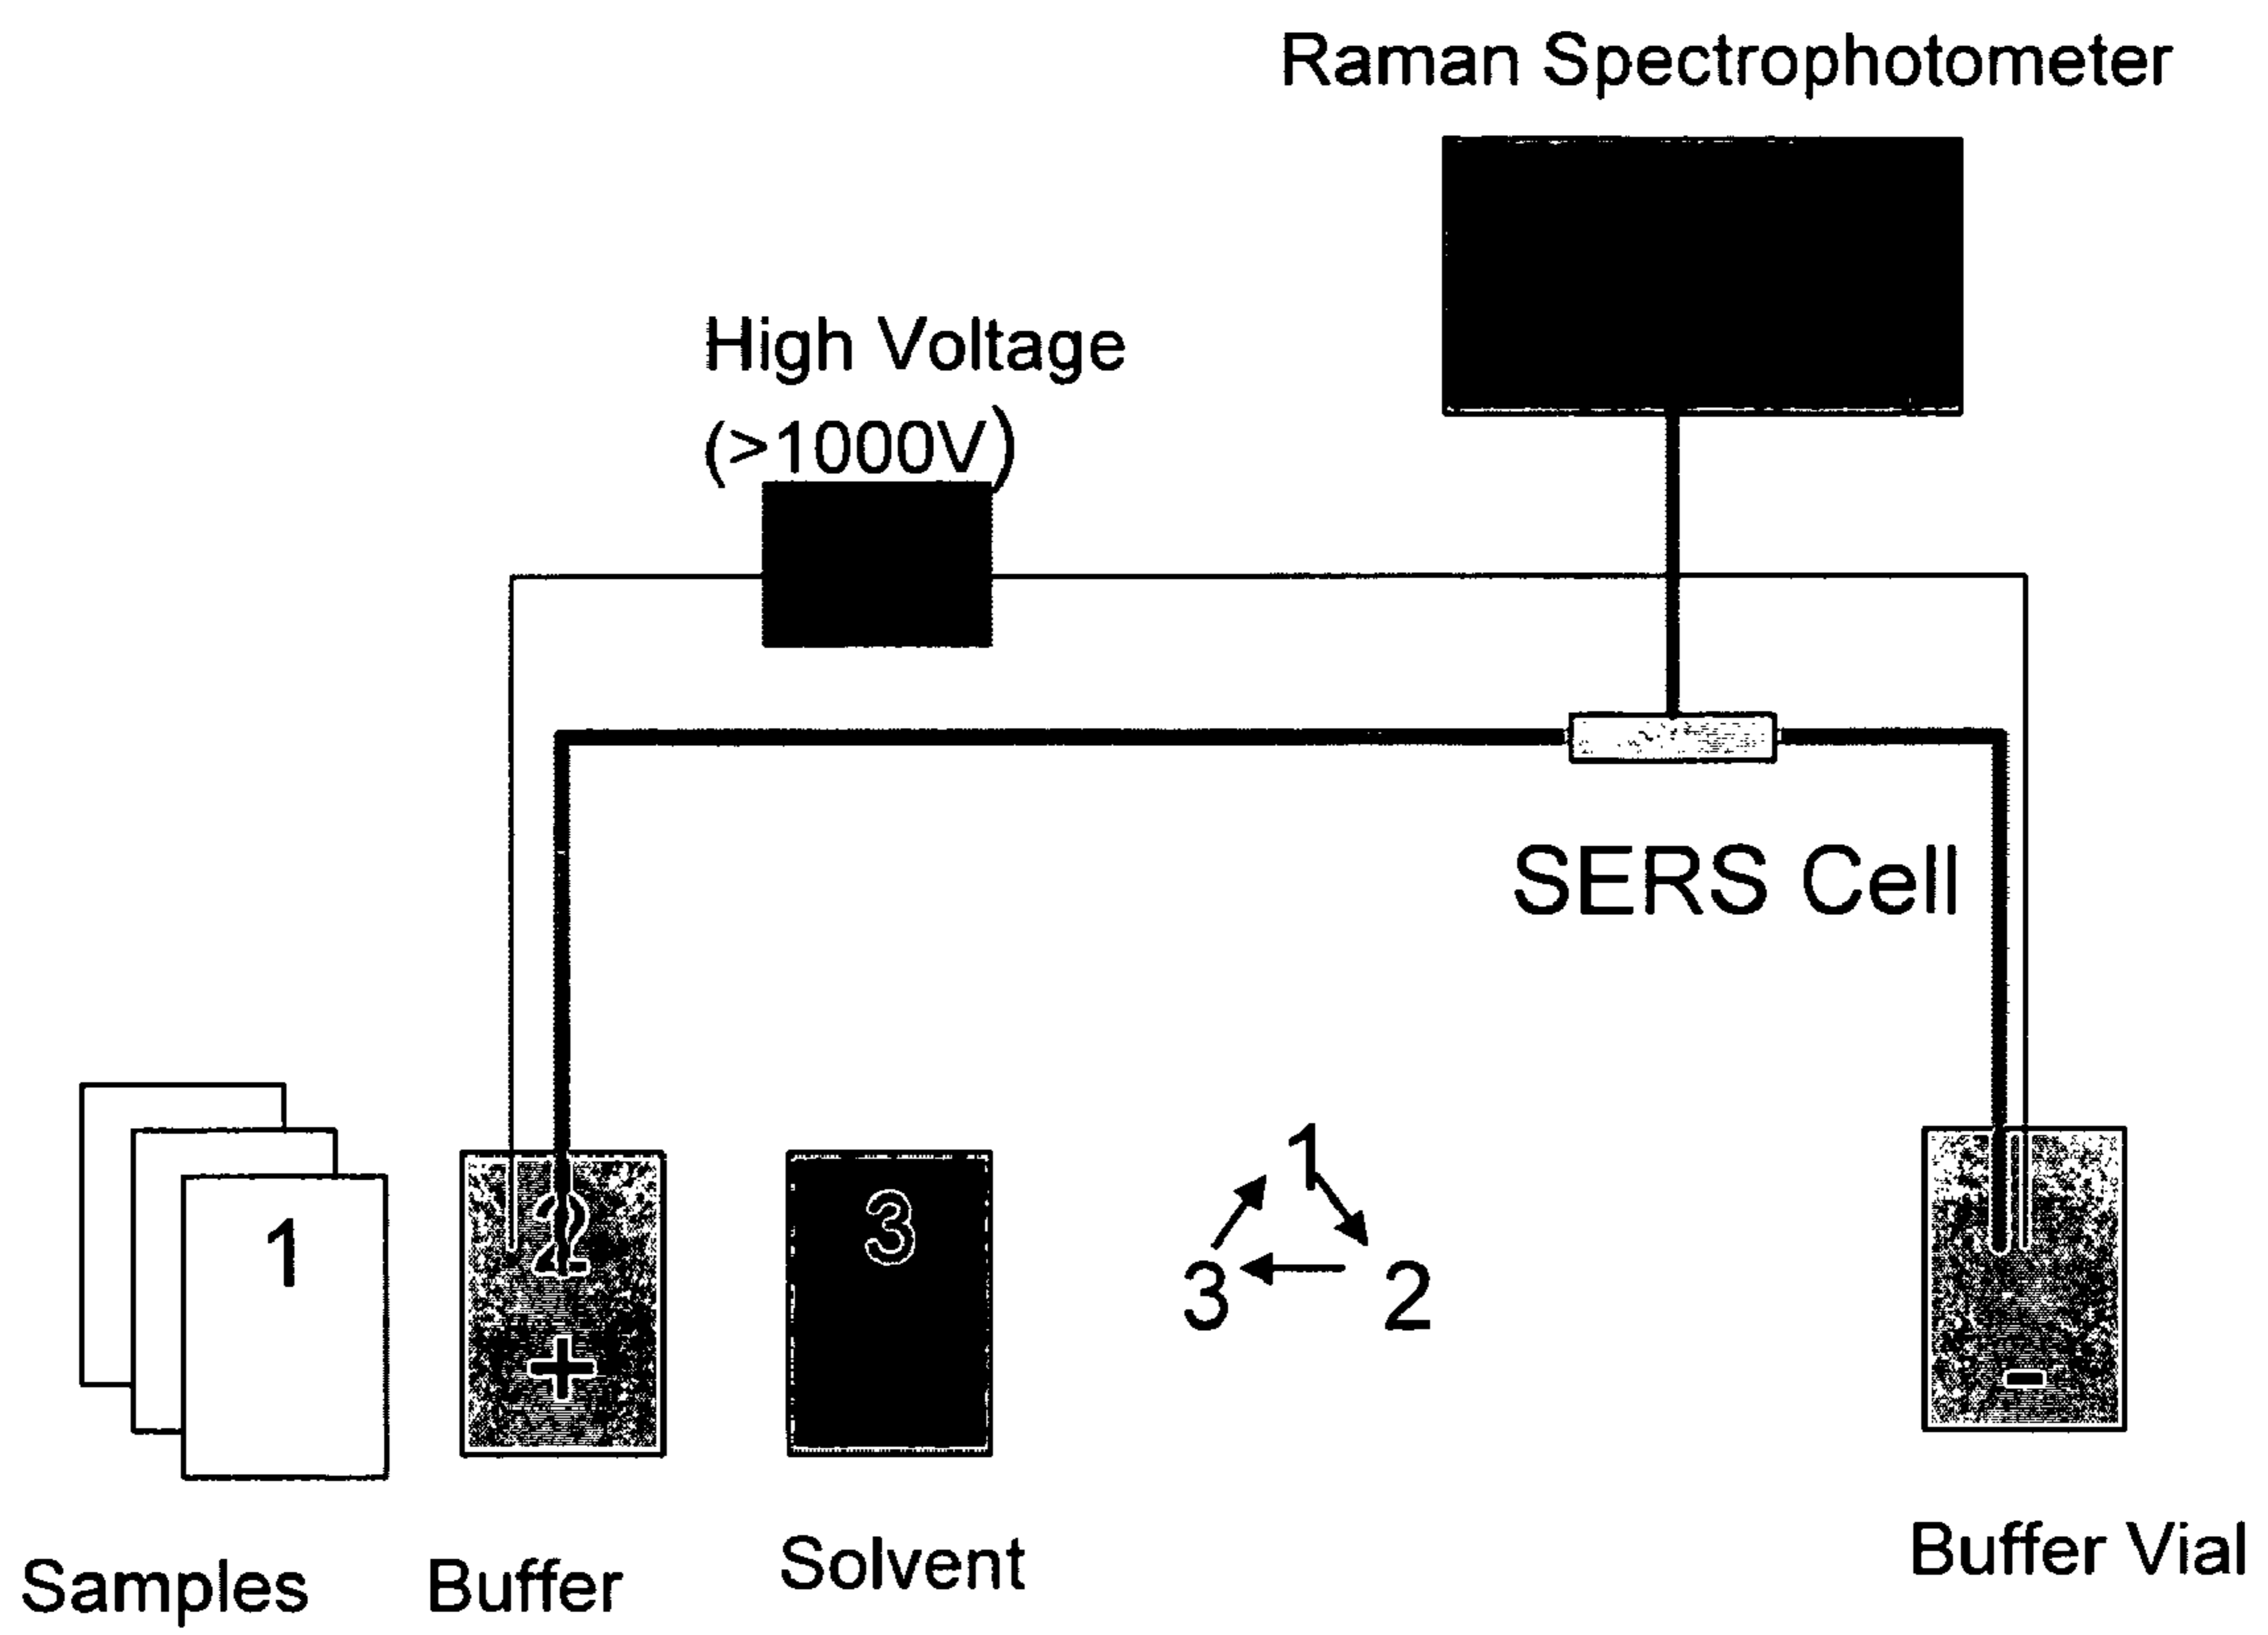 Raman Spectrophotometer
High Voltage
(>1000V)
SERS Cell
1
2
3
1
3
2
+
-
Samples
Buffer
Solvent
Buffer Vial